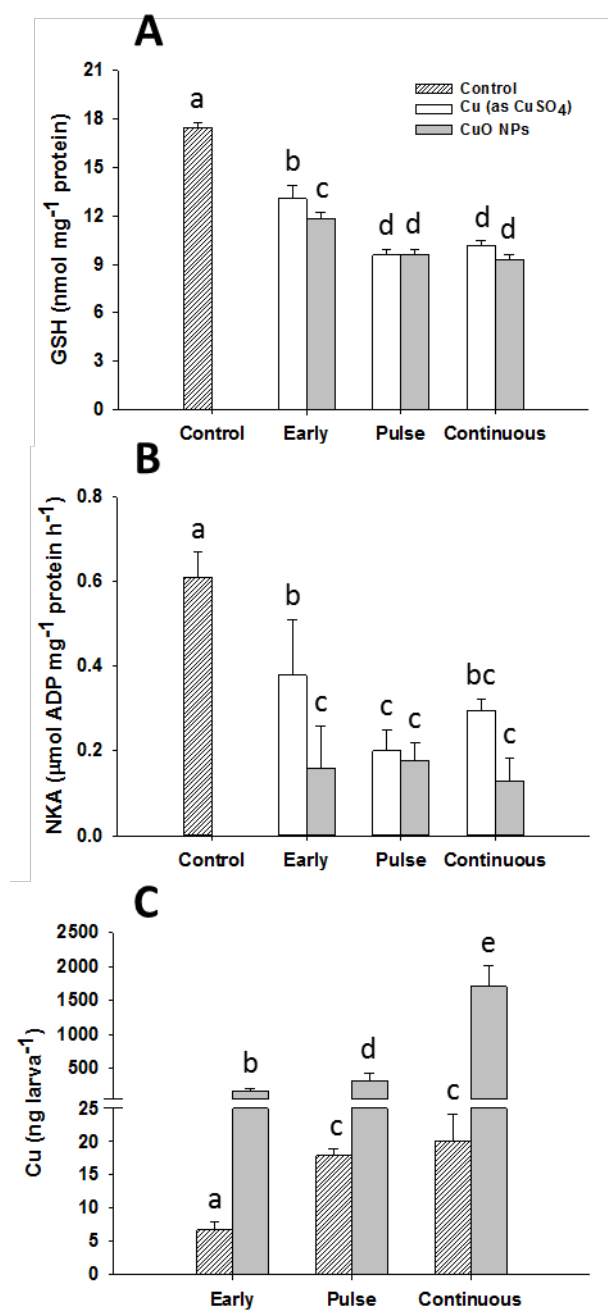 A
GSH (nmol mg⁻¹ protein)
21
18
15
12
9
6
3
0
a
b
c
d
d
d
d
Control
Cu (as CuSO₄)
CuO NPs
Control Early Pulse Continuous
B
NKA (μmol ADP mg⁻¹ protein h⁻¹)
0.8
0.6
0.4
0.2
0.0
a
b
c
c
c
bc
c
Control Early Pulse Continuous
C
Cu (ng larva⁻¹)
2500
2000
1500
1000
500
25
20
15
10
5
0
a
b
c
d
c
e
Early Pulse Continuous